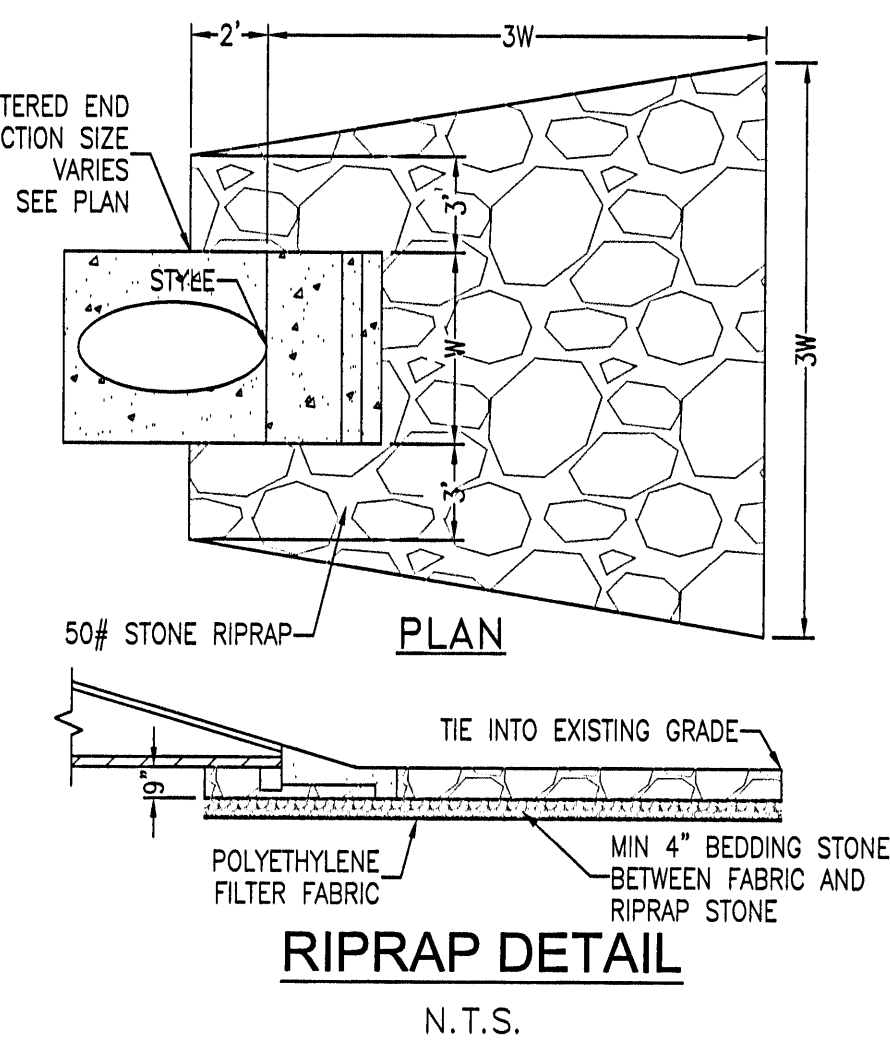 2'
3W
TERED END
CTION SIZE
VARIES
SEE PLAN
3'
STYLE
W
3W
3'
50# STONE RIPRAP
PLAN
TIE INTO EXISTING GRADE
9"
POLYETHYLENE
FILTER FABRIC
MIN 4" BEDDING STONE
BETWEEN FABRIC AND
RIPRAP STONE
RIPRAP DETAIL
N.T.S.